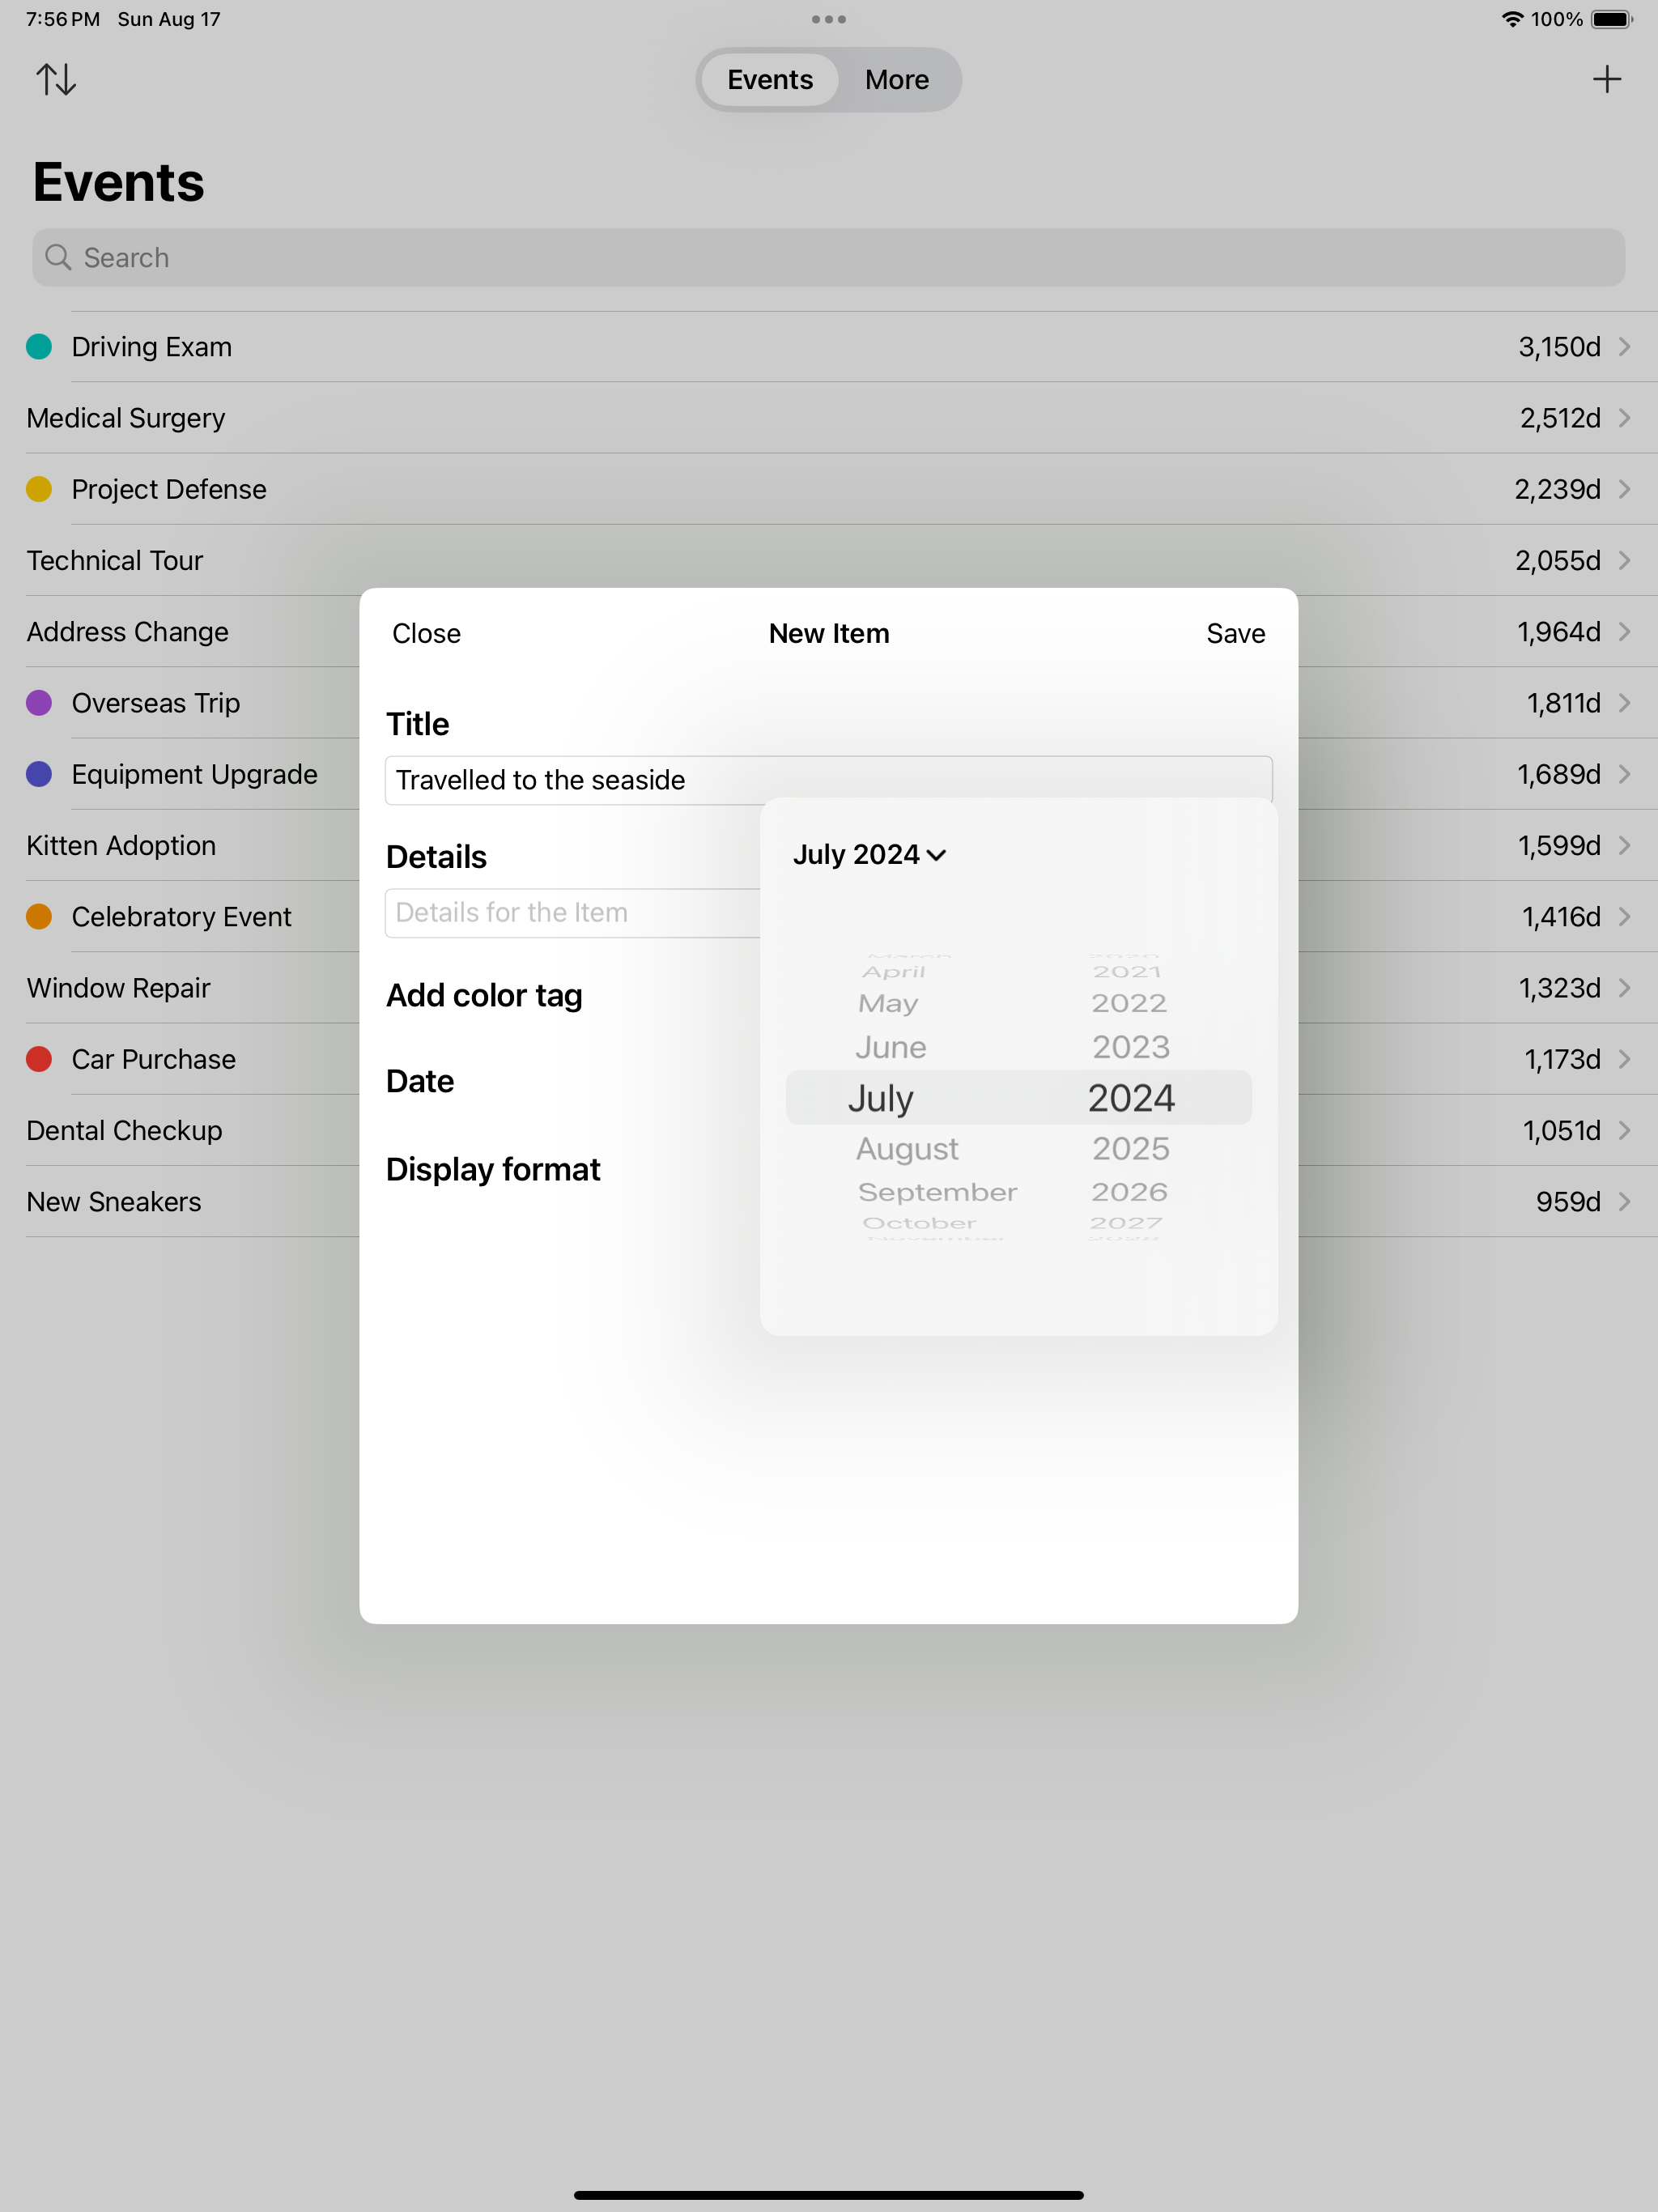 7:56 PM Sun Aug 17
100%
Events More
Events
Search
Driving Exam 3,150d
Medical Surgery 2,512d
Project Defense 2,239d
Technical Tour 2,055d
Address Change 1,964d
Overseas Trip 1,811d
Equipment Upgrade 1,689d
Kitten Adoption 1,599d
Celebratory Event 1,416d
Window Repair 1,323d
Car Purchase 1,173d
Dental Checkup 1,051d
New Sneakers 959d
Close New Item Save
Title
Travelled to the seaside
Details
Details for the Item
Add color tag
Date
Display format
July 2024
March 2020
April 2021
May 2022
June 2023
July 2024
August 2025
September 2026
October 2027
November 2028